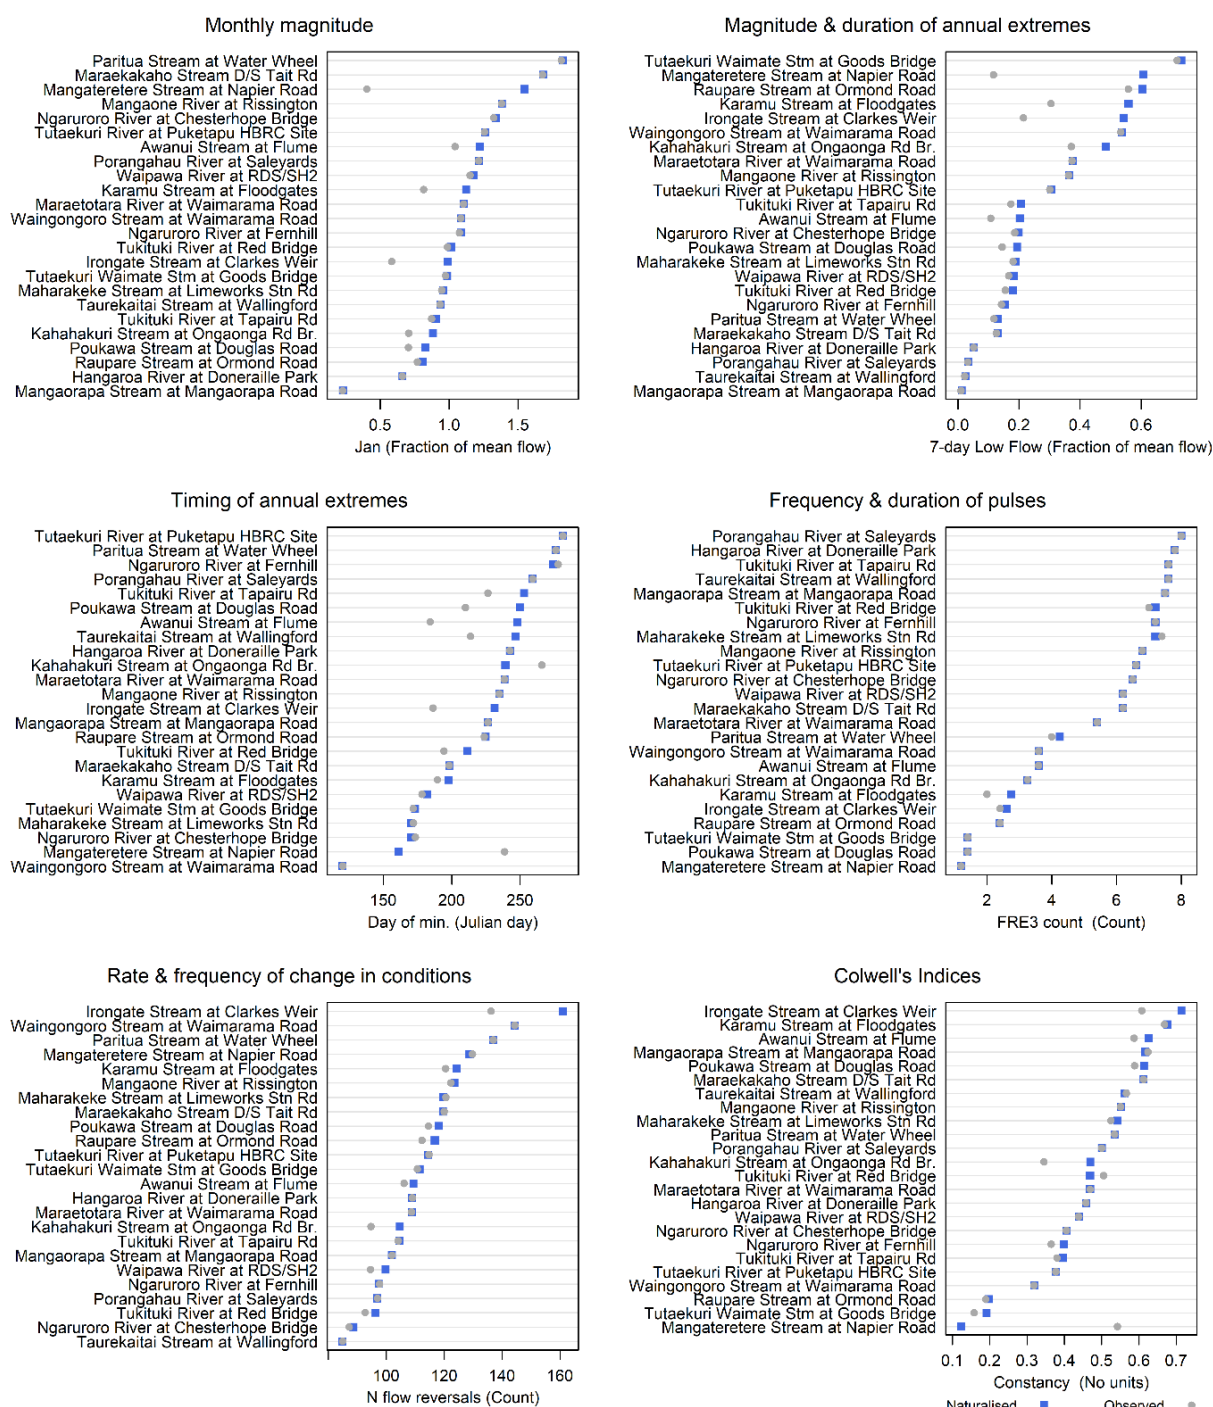 Monthly magnitude
Paritua Stream at Water Wheel
Maraekakaho Stream D/S Tait Rd
Mangateretere Stream at Napier Road
Mangaone River at Rissington
Ngaruroro River at Chesterhope Bridge
Tutaekuri River at Puketapu HBRC Site
Awanui Stream at Flume
Porangahau River at Saleyards
Waipawa River at RDS/SH2
Karamu Stream at Floodgates
Maraetotara River at Waimarama Road
Waingongoro Stream at Waimarama Road
Ngaruroro River at Fernhill
Tukituki River at Red Bridge
Irongate Stream at Clarkes Weir
Tutaekuri Waimate Stm at Goods Bridge
Maharakeke Stream at Limeworks Stn Rd
Taurekaitai Stream at Wallingford
Tukituki River at Tapairu Rd
Kahahakuri Stream at Ongaonga Rd Br.
Poukawa Stream at Douglas Road
Raupare Stream at Ormond Road
Hangaroa River at Doneraille Park
Mangaorapa Stream at Mangaorapa Road
0.5 1.0 1.5
Jan (Fraction of mean flow)
Magnitude & duration of annual extremes
Tutaekuri Waimate Stm at Goods Bridge
Mangateretere Stream at Napier Road
Raupare Stream at Ormond Road
Karamu Stream at Floodgates
Irongate Stream at Clarkes Weir
Waingongoro Stream at Waimarama Road
Kahahakuri Stream at Ongaonga Rd Br.
Maraetotara River at Waimarama Road
Mangaone River at Rissington
Tutaekuri River at Puketapu HBRC Site
Tukituki River at Tapairu Rd
Awanui Stream at Flume
Ngaruroro River at Chesterhope Bridge
Poukawa Stream at Douglas Road
Maharakeke Stream at Limeworks Stn Rd
Waipawa River at RDS/SH2
Tukituki River at Red Bridge
Ngaruroro River at Fernhill
Paritua Stream at Water Wheel
Maraekakaho Stream D/S Tait Rd
Hangaroa River at Doneraille Park
Porangahau River at Saleyards
Taurekaitai Stream at Wallingford
Mangaorapa Stream at Mangaorapa Road
0.0 0.2 0.4 0.6
7-day Low Flow (Fraction of mean flow)
Timing of annual extremes
Tutaekuri River at Puketapu HBRC Site
Paritua Stream at Water Wheel
Ngaruroro River at Fernhill
Porangahau River at Saleyards
Tukituki River at Tapairu Rd
Poukawa Stream at Douglas Road
Awanui Stream at Flume
Taurekaitai Stream at Wallingford
Hangaroa River at Doneraille Park
Kahahakuri Stream at Ongaonga Rd Br.
Maraetotara River at Waimarama Road
Mangaone River at Rissington
Irongate Stream at Clarkes Weir
Mangaorapa Stream at Mangaorapa Road
Raupare Stream at Ormond Road
Tukituki River at Red Bridge
Maraekakaho Stream D/S Tait Rd
Karamu Stream at Floodgates
Waipawa River at RDS/SH2
Tutaekuri Waimate Stm at Goods Bridge
Maharakeke Stream at Limeworks Stn Rd
Ngaruroro River at Chesterhope Bridge
Mangateretere Stream at Napier Road
Waingongoro Stream at Waimarama Road
150 200 250
Day of min. (Julian day)
Frequency & duration of pulses
Porangahau River at Saleyards
Hangaroa River at Doneraille Park
Tukituki River at Tapairu Rd
Taurekaitai Stream at Wallingford
Mangaorapa Stream at Mangaorapa Road
Tukituki River at Red Bridge
Ngaruroro River at Fernhill
Maharakeke Stream at Limeworks Stn Rd
Mangaone River at Rissington
Tutaekuri River at Puketapu HBRC Site
Ngaruroro River at Chesterhope Bridge
Waipawa River at RDS/SH2
Maraekakaho Stream D/S Tait Rd
Maraetotara River at Waimarama Road
Paritua Stream at Water Wheel
Waingongoro Stream at Waimarama Road
Awanui Stream at Flume
Kahahakuri Stream at Ongaonga Rd Br.
Karamu Stream at Floodgates
Irongate Stream at Clarkes Weir
Raupare Stream at Ormond Road
Tutaekuri Waimate Stm at Goods Bridge
Poukawa Stream at Douglas Road
Mangateretere Stream at Napier Road
2 4 6 8
FRE3 count (Count)
Rate & frequency of change in conditions
Irongate Stream at Clarkes Weir
Waingongoro Stream at Waimarama Road
Paritua Stream at Water Wheel
Mangateretere Stream at Napier Road
Karamu Stream at Floodgates
Mangaone River at Rissington
Maharakeke Stream at Limeworks Stn Rd
Maraekakaho Stream D/S Tait Rd
Poukawa Stream at Douglas Road
Raupare Stream at Ormond Road
Tutaekuri River at Puketapu HBRC Site
Tutaekuri Waimate Stm at Goods Bridge
Awanui Stream at Flume
Hangaroa River at Doneraille Park
Maraetotara River at Waimarama Road
Kahahakuri Stream at Ongaonga Rd Br.
Tukituki River at Tapairu Rd
Mangaorapa Stream at Mangaorapa Road
Waipawa River at RDS/SH2
Ngaruroro River at Fernhill
Porangahau River at Saleyards
Tukituki River at Red Bridge
Ngaruroro River at Chesterhope Bridge
Taurekaitai Stream at Wallingford
100 120 140 160
N flow reversals (Count)
Colwell's Indices
Irongate Stream at Clarkes Weir
Karamu Stream at Floodgates
Awanui Stream at Flume
Mangaorapa Stream at Mangaorapa Road
Poukawa Stream at Douglas Road
Maraekakaho Stream D/S Tait Rd
Taurekaitai Stream at Wallingford
Mangaone River at Rissington
Maharakeke Stream at Limeworks Stn Rd
Paritua Stream at Water Wheel
Porangahau River at Saleyards
Kahahakuri Stream at Ongaonga Rd Br.
Tukituki River at Red Bridge
Maraetotara River at Waimarama Road
Hangaroa River at Doneraille Park
Waipawa River at RDS/SH2
Ngaruroro River at Chesterhope Bridge
Ngaruroro River at Fernhill
Tukituki River at Tapairu Rd
Tutaekuri River at Puketapu HBRC Site
Waingongoro Stream at Waimarama Road
Raupare Stream at Ormond Road
Tutaekuri Waimate Stm at Goods Bridge
Mangateretere Stream at Napier Road
0.1 0.2 0.3 0.4 0.5 0.6 0.7
Constancy (No units)
Naturalised Observed